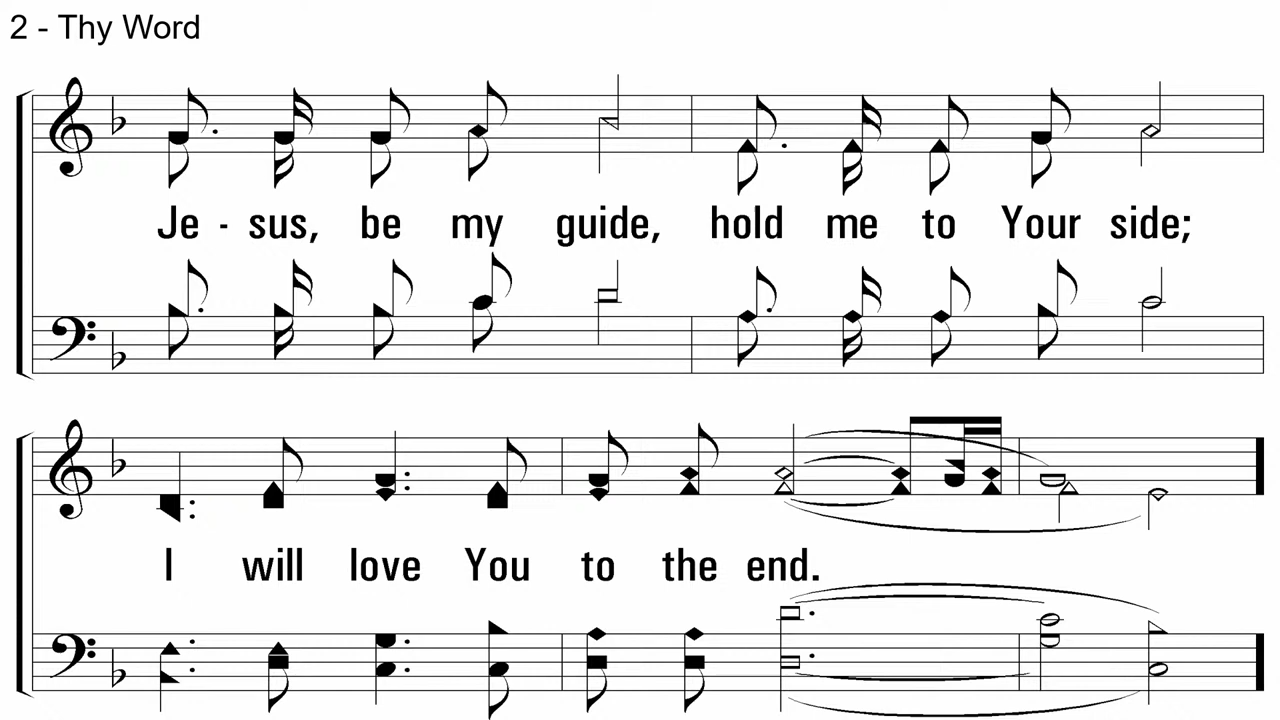 2 - Thy Word
Je - sus, be my guide, hold me to Your side;
I will love You to the end.